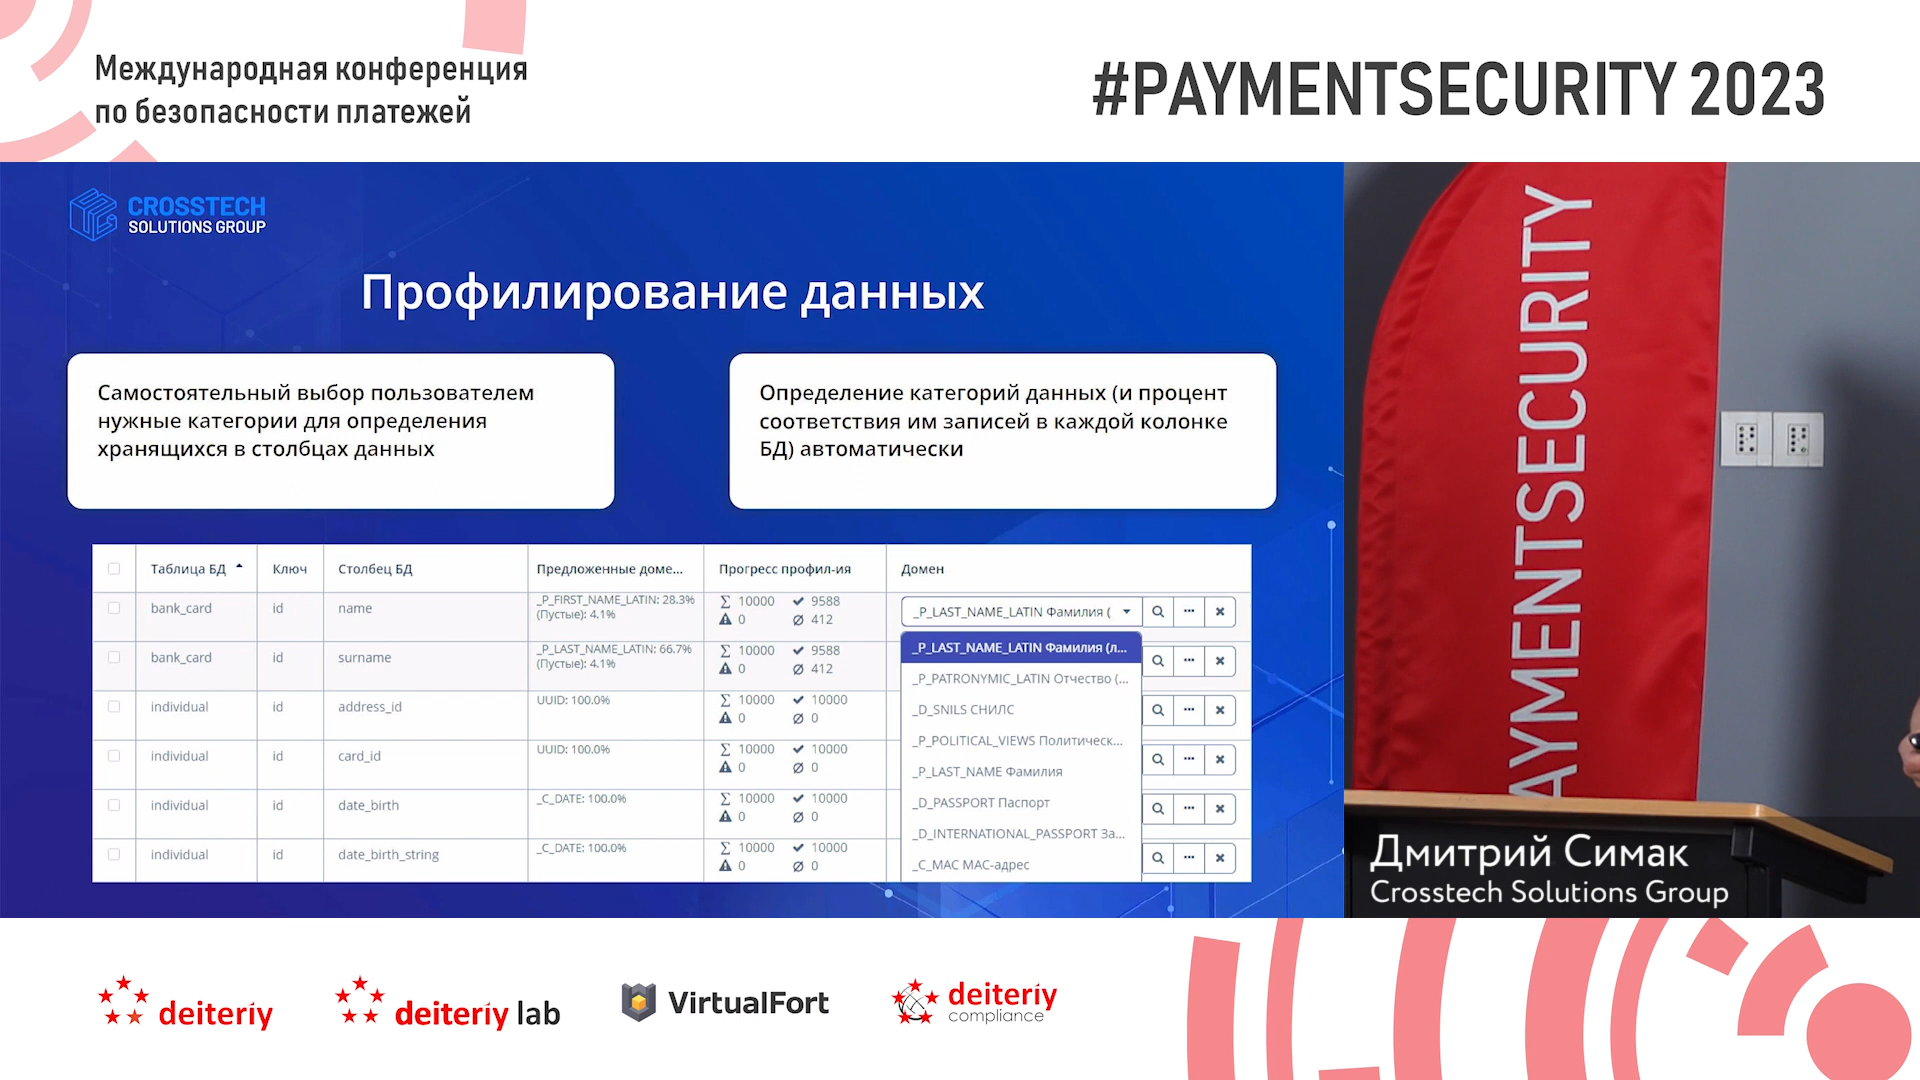 Международная конференция
по безопасности платежей
#PAYMENTSECURITY 2023
CROSSTECH
SOLUTIONS GROUP
Профилирование данных
Самостоятельный выбор пользователем
нужные категории для определения
хранящихся в столбцах данных
Определение категорий данных (и процент
соответствия им записей в каждой колонке
БД) автоматически
Таблица БД Ключ Столбец БД Предложенные доме... Прогресс профил-ия Домен
bank_card id name _P_FIRST_NAME_LATIN: 28.3% Σ 10000 9588 _P_LAST_NAME_LATIN Фамилия (
(Пустые): 4.1% 0 412
bank_card id surname _P_LAST_NAME_LATIN: 66.7% Σ 10000 9588
(Пустые): 4.1% 0 412
individual id address_id UUID: 100.0% Σ 10000 10000
0 0
individual id card_id UUID: 100.0% Σ 10000 10000
0 0
individual id date_birth _C_DATE: 100.0% Σ 10000 10000
0 0
individual id date_birth_string _C_DATE: 100.0% Σ 10000 10000
0 0
_P_LAST_NAME_LATIN Фамилия (л...
_P_PATRONYMIC_LATIN Отчество (...
_D_SNILS СНИЛС
_P_POLITICAL_VIEWS Политическ...
_P_LAST_NAME Фамилия
_D_PASSPORT Паспорт
_D_INTERNATIONAL_PASSPORT За...
_C_MAC MAC-адрес
AYMENTSECURITY
Дмитрий Симак
Crosstech Solutions Group
deiteriy
deiteriy lab
VirtualFort
deiteriy
compliance